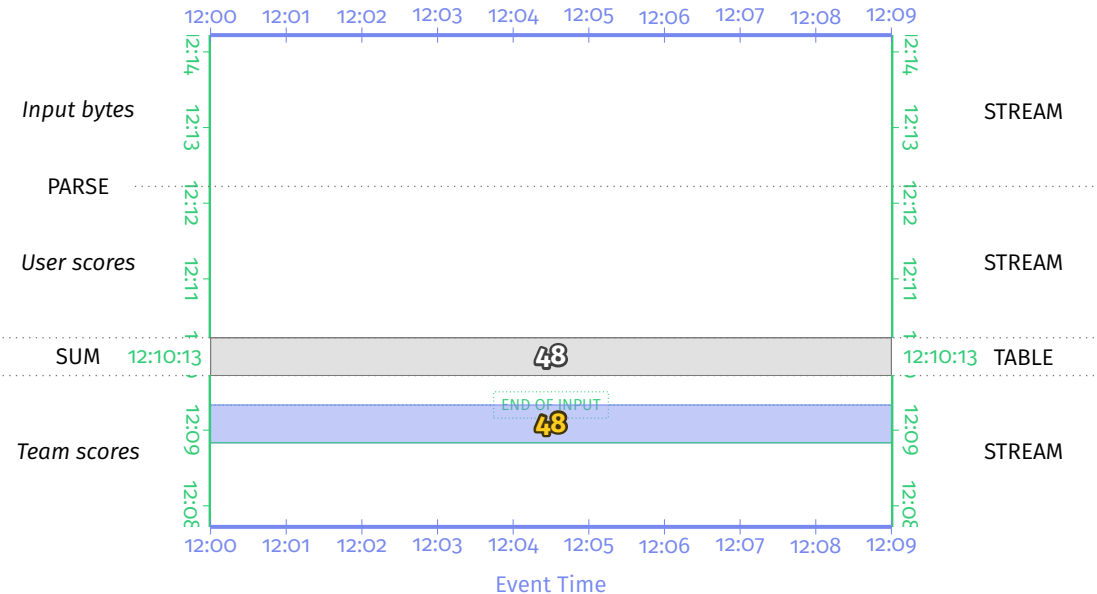 12:00 12:01 12:02 12:03 12:04 12:05 12:06 12:07 12:08 12:09
12:14 12:14
Input bytes STREAM
12:13 12:13
PARSE
12:12 12:12
User scores STREAM
12:11 12:11
SUM 12:10:13 48 12:10:13 TABLE
END OF INPUT
48
12:09 12:09
Team scores STREAM
12:08 12:08
12:00 12:01 12:02 12:03 12:04 12:05 12:06 12:07 12:08 12:09
Event Time